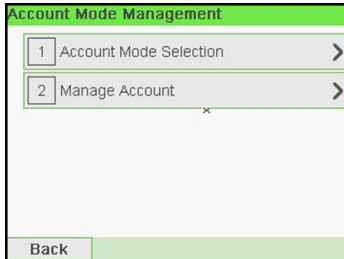 Account Mode Management
1 Account Mode Selection
2 Manage Account
Back